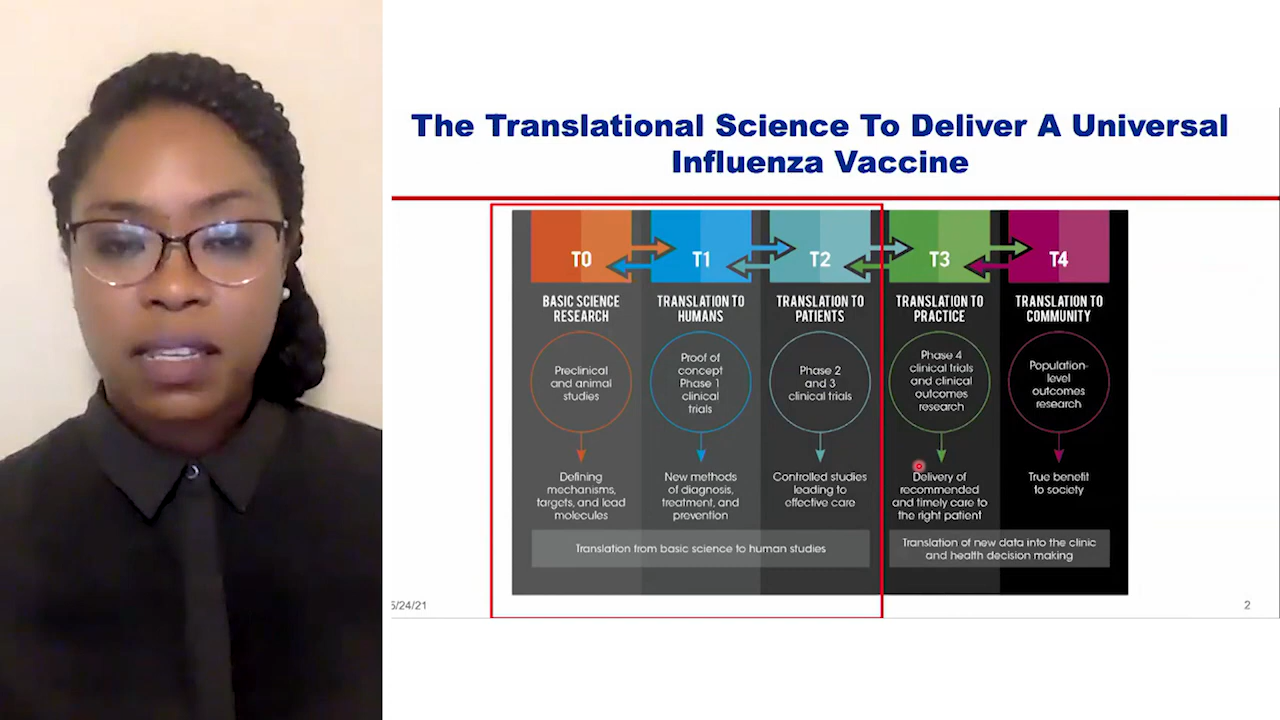 The Translational Science To Deliver A Universal
Influenza Vaccine
T0
T1
T2
T3
T4
BASIC SCIENCE
RESEARCH
TRANSLATION TO
HUMANS
TRANSLATION TO
PATIENTS
TRANSLATION TO
PRACTICE
TRANSLATION TO
COMMUNITY
Preclinical
and animal
studies
Proof of
concept
Phase 1
clinical
trials
Phase 2
and 3
clinical trials
Phase 4
clinical trials
and clinical
outcomes
research
Population-
level
outcomes
research
Defining
mechanisms,
targets, and lead
molecules
New methods
of diagnosis,
treatment, and
prevention
Controlled studies
leading to
effective care
Delivery of
recommended
and timely care to
the right patient
True benefit
to society
Translation from basic science to human studies
Translation of new data into the clinic
and health decision making
5/24/21
2